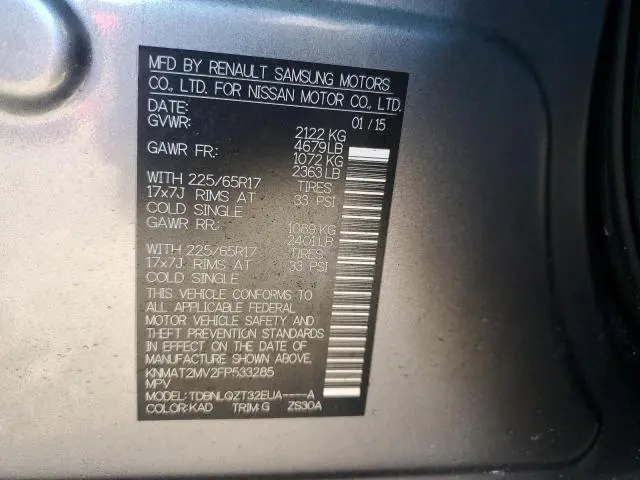 MFD BY RENAULT SAMSUNG MOTORS
CO., LTD. FOR NISSAN MOTOR CO., LTD.
DATE: 01/15
GVWR: 2122 KG
4679LB
GAWR FR: 1072 KG
2363LB
WITH 225/65R17 TIRES
17x7J RIMS AT 33 PSI
COLD SINGLE
GAWR RR: 1089 KG
2401LB
WITH 225/65R17 TIRES
17x7J RIMS AT 33 PSI
COLD SINGLE
THIS VEHICLE CONFORMS TO
ALL APPLICABLE FEDERAL
MOTOR VEHICLE SAFETY AND
THEFT PREVENTION STANDARDS
IN EFFECT ON THE DATE OF
MANUFACTURE SHOWN ABOVE.
KNMAT2MV2FP533285
MPV
MODEL: TDBNLQZT32EUA----A
COLOR: KAD TRIM: G ZS30A